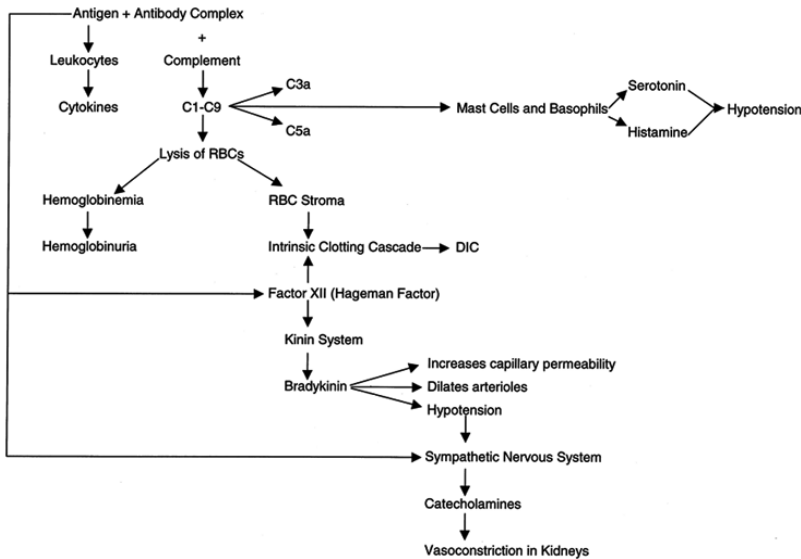 Antigen + Antibody Complex
+
Leukocytes
Complement
Cytokines
C1-C9
C3a
C5a
Mast Cells and Basophils
Serotonin
Histamine
Hypotension
Lysis of RBCs
Hemoglobinemia
RBC Stroma
Hemoglobinuria
Intrinsic Clotting Cascade
DIC
Factor XII (Hageman Factor)
Kinin System
Bradykinin
Increases capillary permeability
Dilates arterioles
Hypotension
Sympathetic Nervous System
Catecholamines
Vasoconstriction in Kidneys